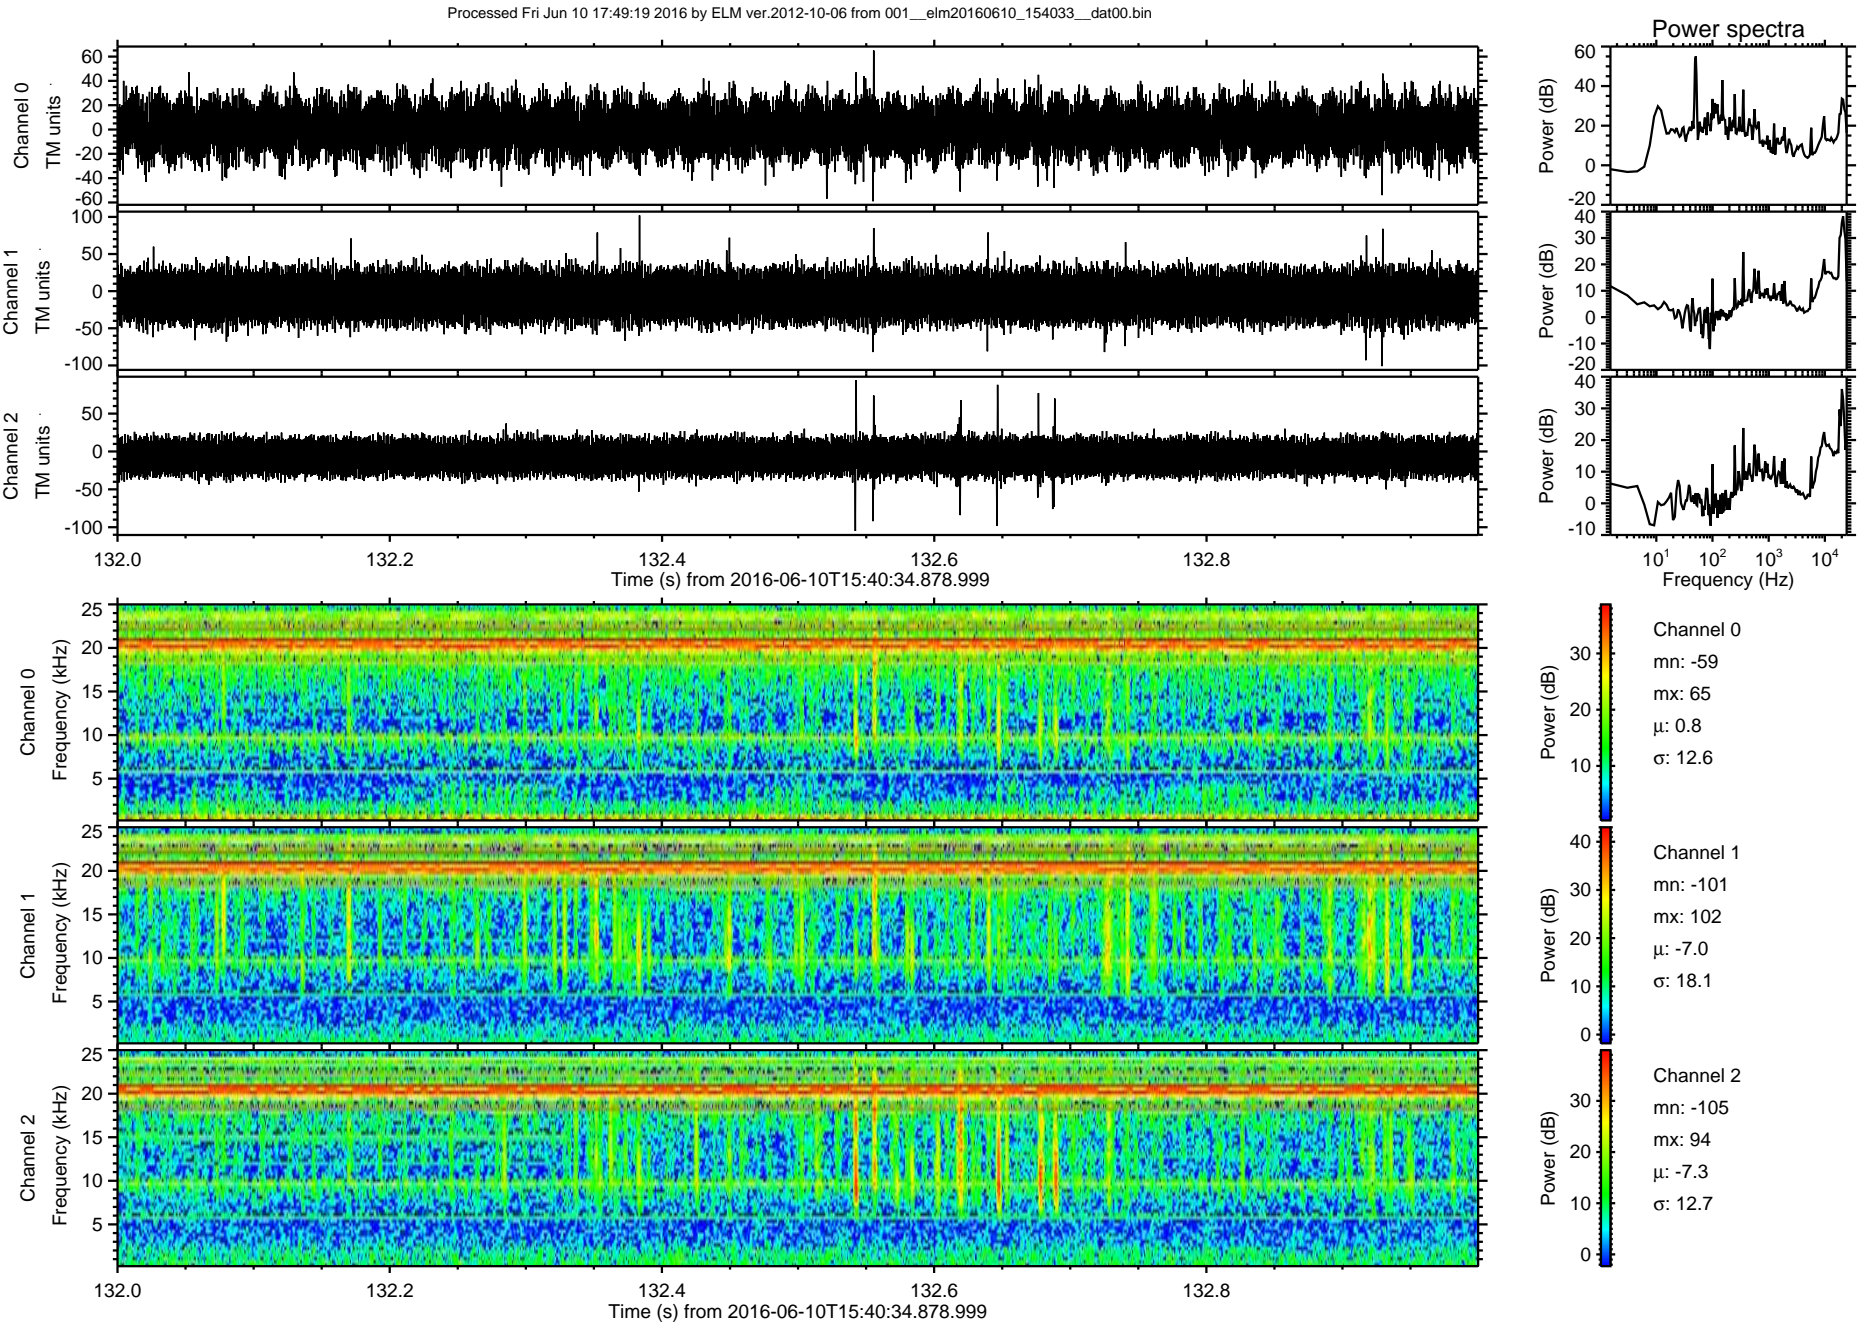 Processed Fri Jun 10 17:49:19 2016 by ELM ver.2012-10-06 from 001__elm20160610_154033__dat00.bin
Power spectra
Channel 0
TM units
60
40
20
0
-20
-40
-60
Power (dB)
60
40
20
0
-20
Channel 1
TM units
100
50
0
-50
-100
Power (dB)
40
30
20
10
0
-10
-20
Channel 2
TM units
50
0
-50
-100
Power (dB)
40
30
20
10
0
-10
132.0 132.2 132.4 132.6 132.8
Time (s) from 2016-06-10T15:40:34.878.999
10^1 10^2 10^3 10^4
Frequency (Hz)
Channel 0
Frequency (kHz)
25
20
15
10
5
Power (dB)
30
20
10
Channel 0
mn: -59
mx: 65
μ: 0.8
σ: 12.6
Channel 1
Frequency (kHz)
25
20
15
10
5
Power (dB)
40
30
20
10
0
Channel 1
mn: -101
mx: 102
μ: -7.0
σ: 18.1
Channel 2
Frequency (kHz)
25
20
15
10
5
Power (dB)
30
20
10
0
Channel 2
mn: -105
mx: 94
μ: -7.3
σ: 12.7
132.0 132.2 132.4 132.6 132.8
Time (s) from 2016-06-10T15:40:34.878.999